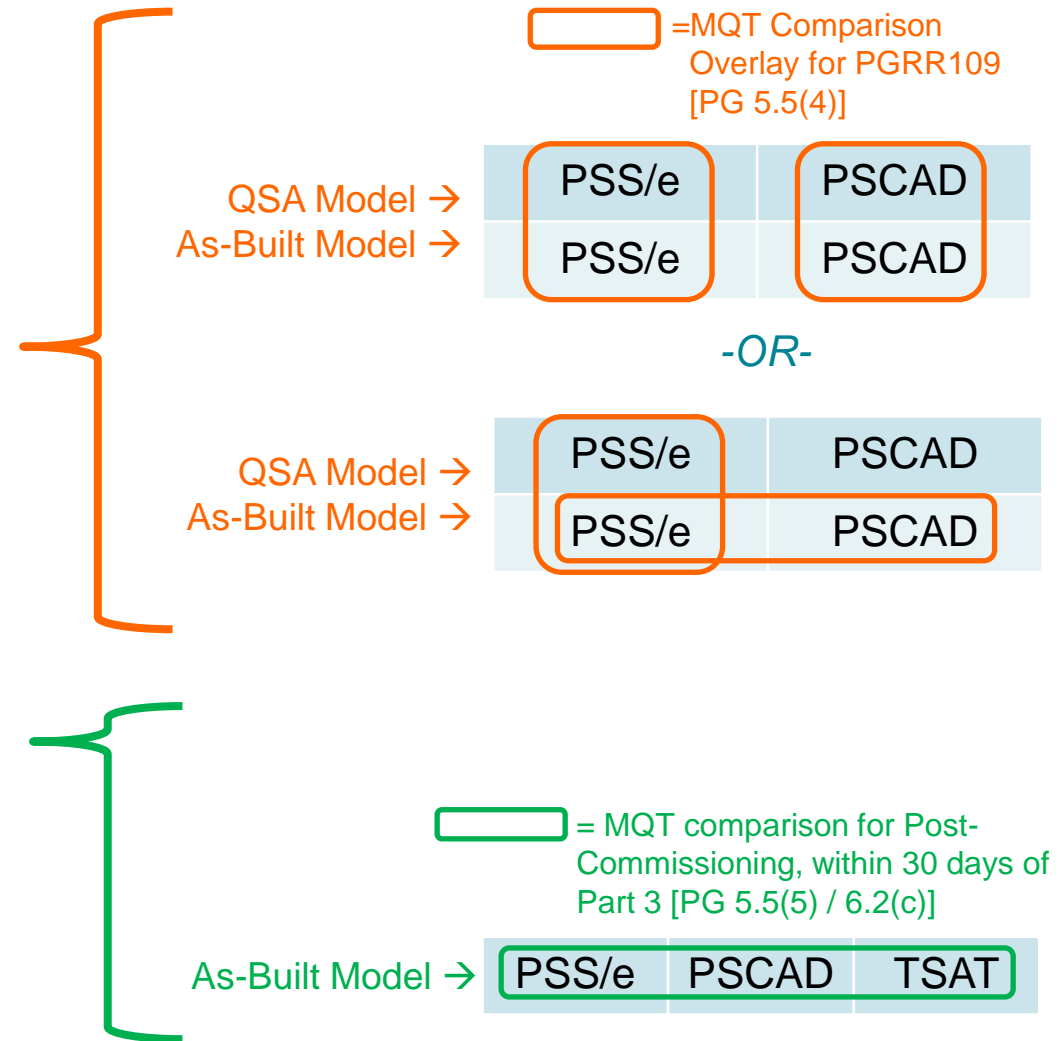 =MQT Comparison
Overlay for PGRR109
[PG 5.5(4)]
QSA Model → PSS/e PSCAD
As-Built Model → PSS/e PSCAD
-OR-
QSA Model → PSS/e PSCAD
As-Built Model → PSS/e PSCAD
= MQT comparison for Post-
Commissioning, within 30 days of
Part 3 [PG 5.5(5) / 6.2(c)]
As-Built Model → PSS/e PSCAD TSAT